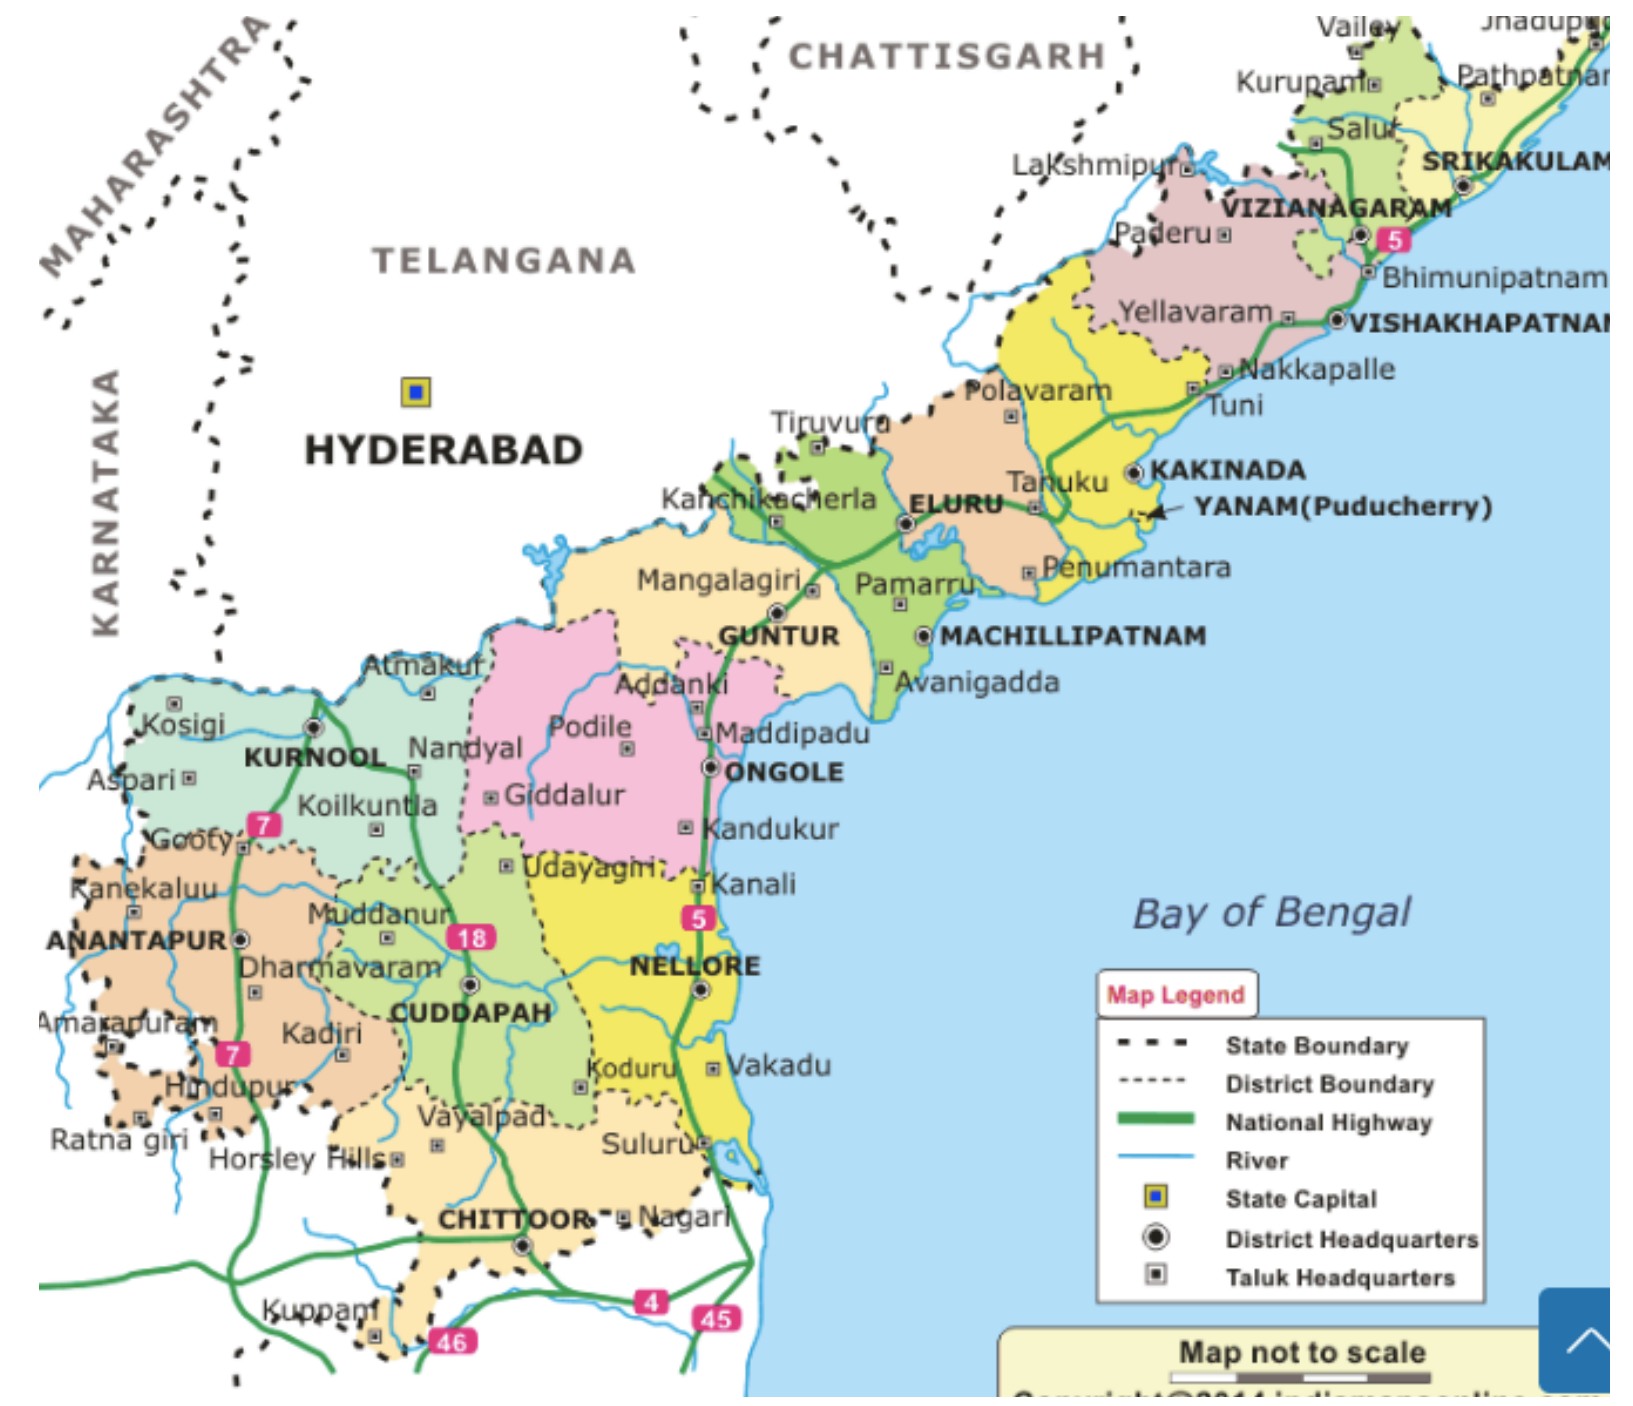 MAHARASHTRA
CHATTISGARH
Kurupam
Salur
SRIKAKULAM
Lakshmipur
VIZIANAGARAM
5
Paderu
TELANGANA
Bhimunipatnam
Yellavaram
KARNATAKA
HYDERABAD
Nakkapalle
Polavaram
Tuni
Tiruvuru
KAKINADA
Tanuku
Kanchikacherla
ELURU
YANAM(Puducherry)
Mangalagiri
Pamarru
Penumantara
GUNTUR
MACHILLIPATNAM
Atmakur
Addanki
Avanigadda
Kosigi
Podile
Maddipadu
KURNOOL
Nandyal
ONGOLE
Aspari
Giddalur
Koilkuntla
7
Kandukur
Gooty
Udayagiri
Kanekaluu
Kanali
Muddanur
5
Bay of Bengal
ANANTAPUR
18
Dharmavaram
NELLORE
CUDDAPAH
Amarapuram
Kadiri
7
Koduru
Vakadu
Hindupur
Vayalpad
Ratna giri
Suluru
Horsley Hills
CHITTOOR
Nagari
Kuppam
4
45
46
Map Legend
State Boundary
District Boundary
National Highway
River
State Capital
District Headquarters
Taluk Headquarters
Map not to scale